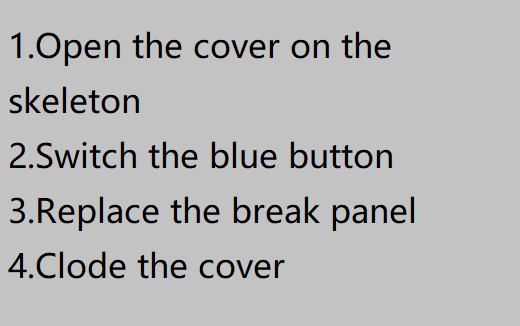 1.Open the cover on the
skeleton
2.Switch the blue button
3.Replace the break panel
4.Clode the cover